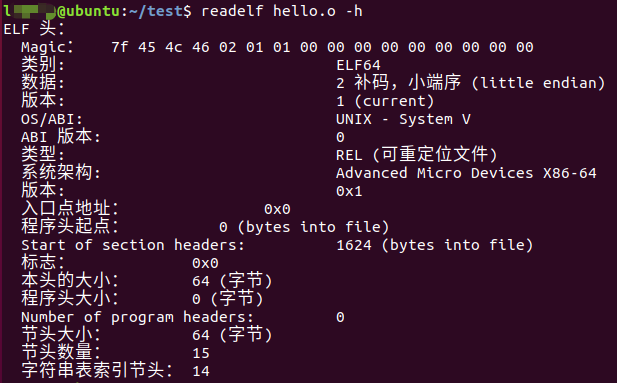 l@ubuntu:~/test$ readelf hello.o -h
ELF 头：
Magic： 7f 45 4c 46 02 01 01 00 00 00 00 00 00 00 00 00
类别: ELF64
数据: 2 补码，小端序 (little endian)
版本: 1 (current)
OS/ABI: UNIX - System V
ABI 版本: 0
类型: REL (可重定位文件)
系统架构: Advanced Micro Devices X86-64
版本: 0x1
入口点地址： 0x0
程序头起点： 0 (bytes into file)
Start of section headers: 1624 (bytes into file)
标志： 0x0
本头的大小： 64 (字节)
程序头大小： 0 (字节)
Number of program headers: 0
节头大小： 64 (字节)
节头数量： 15
字符串表索引节头： 14